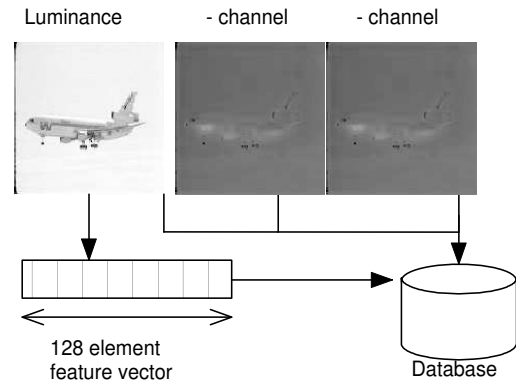 Luminance
- channel
- channel
W
128 element
feature vector
Database